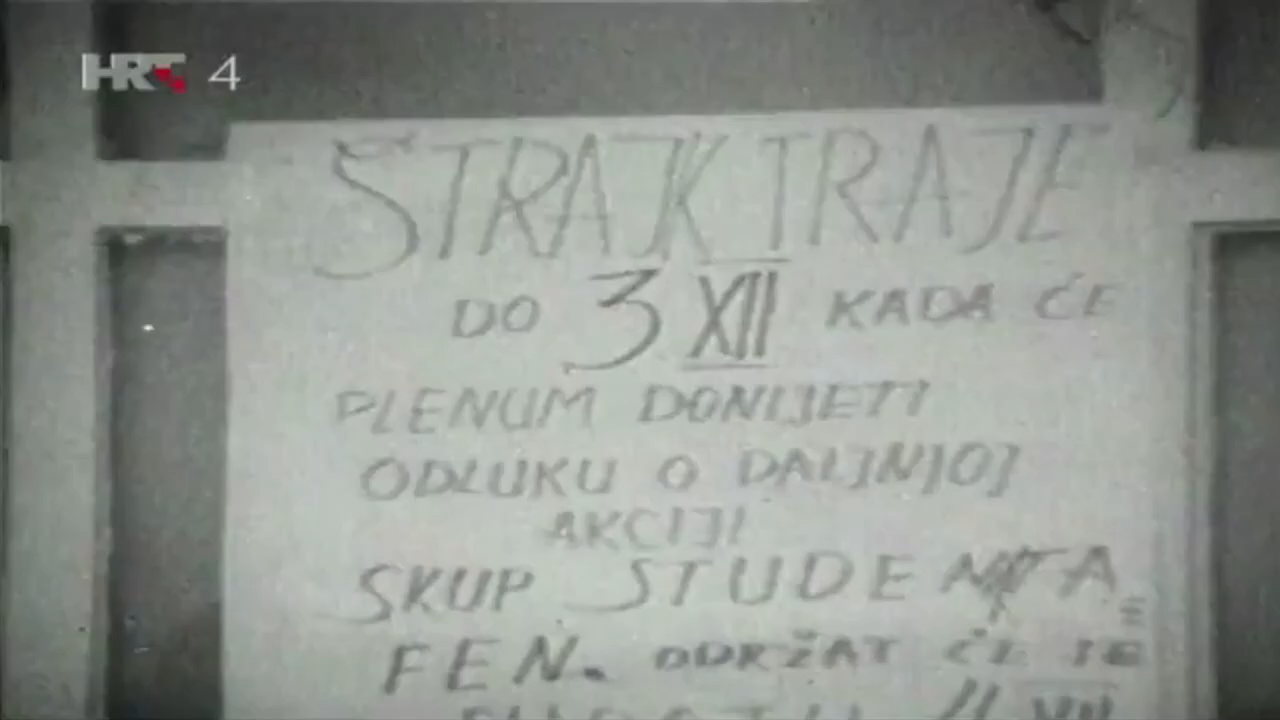 HRT 4
ŠTRAJK TRAJE
DO 3 XII KADA ĆE
PLENUM DONIJETI
ODLUKU O DALJNJOJ
AKCIJI
SKUP STUDENATA
FEN. ODRŽAT ĆE SE